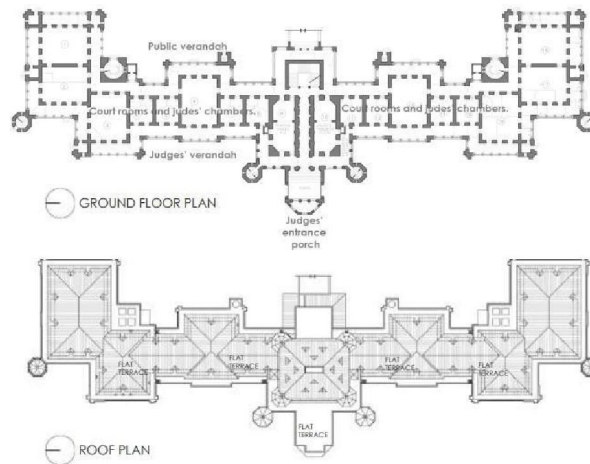 Public verandah
Court rooms and judes' chambers.
Court rooms and judes' chambers.
Judges' verandah
GROUND FLOOR PLAN
Judges'
entrance
porch
FLAT
TERRACE
FLAT
TERRACE
FLAT
TERRACE
FLAT
TERRACE
FLAT
TERRACE
ROOF PLAN